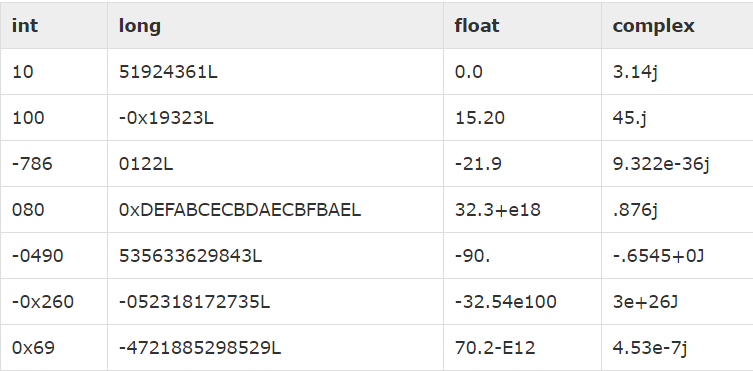 int long float complex
10 51924361L 0.0 3.14j
100 -0x19323L 15.20 45.j
-786 0122L -21.9 9.322e-36j
080 0xDEFABCECBDAECBFBAEL 32.3+e18 .876j
-0490 535633629843L -90. -.6545+0J
-0x260 -052318172735L -32.54e100 3e+26J
0x69 -4721885298529L 70.2-E12 4.53e-7j